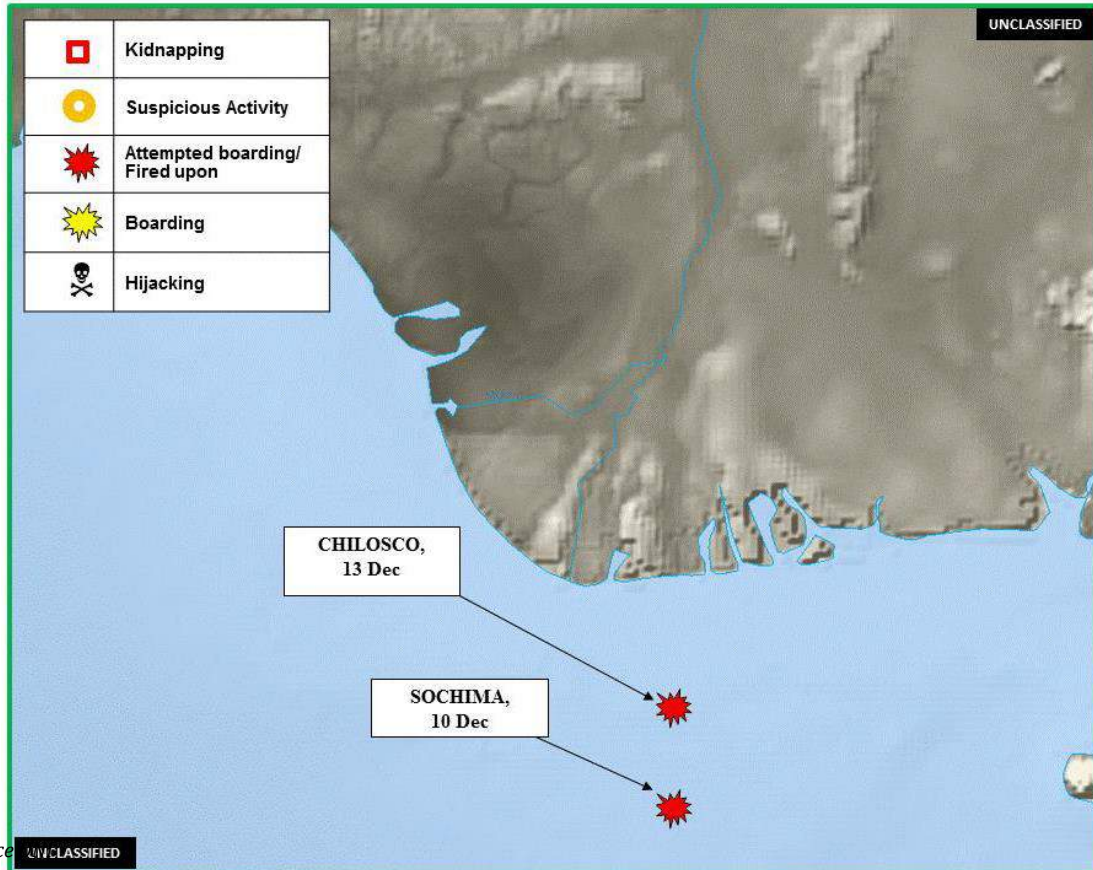 UNCLASSIFIED
Kidnapping
Suspicious Activity
Attempted boarding/
Fired upon
Boarding
Hijacking
CHILOSCO,
13 Dec
SOCHIMA,
10 Dec
UNCLASSIFIED